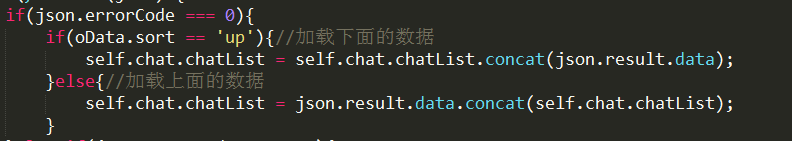 if(json.errorCode === 0){
if(oData.sort == 'up'){//加载下面的数据
self.chat.chatList = self.chat.chatList.concat(json.result.data);
}else{//加载上面的数据
self.chat.chatList = json.result.data.concat(self.chat.chatList);
}